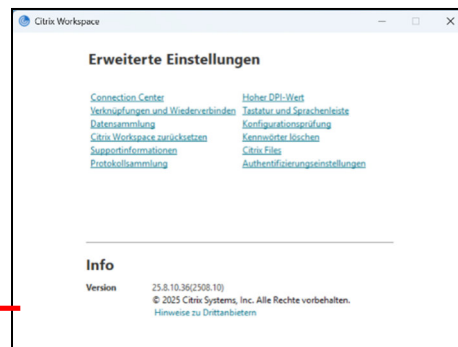 Citrix Workspace
Erweiterte Einstellungen
Connection Center
Verknüpfungen und Wiederverbinden
Datensammlung
Citrix Workspace zurücksetzen
Supportinformationen
Protokollsammlung
Hoher DPI-Wert
Tastatur und Sprachenleiste
Konfigurationsprüfung
Kennwörter löschen
Citrix Files
Authentifizierungseinstellungen
Info
Version 25.8.10.36(2508.10)
© 2025 Citrix Systems, Inc. Alle Rechte vorbehalten.
Hinweise zu Drittanbietern